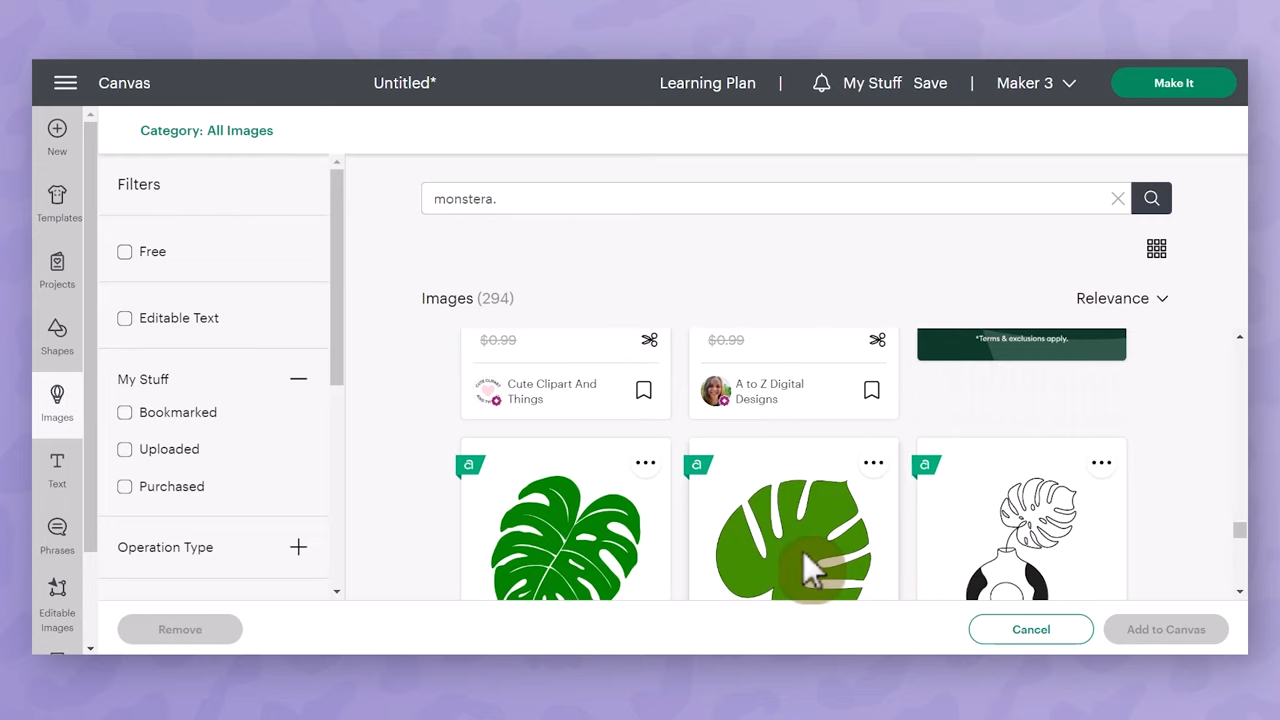 Canvas
Untitled*
Learning Plan | My Stuff Save | Maker 3
Make It
New
Templates
Projects
Shapes
Images
Text
Phrases
Editable
Images
Category: All Images
Filters
Free
Editable Text
My Stuff
Bookmarked
Uploaded
Purchased
Operation Type
monstera.
Images (294)
Relevance
$0.99
Cute Clipart And
Things
$0.99
A to Z Digital
Designs
*Terms & exclusions apply.
a
a
a
Remove
Cancel
Add to Canvas